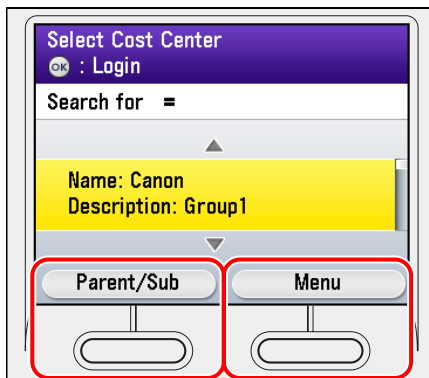 Select Cost Center
OK : Login
Search for =
Name: Canon
Description: Group1
Parent/Sub Menu